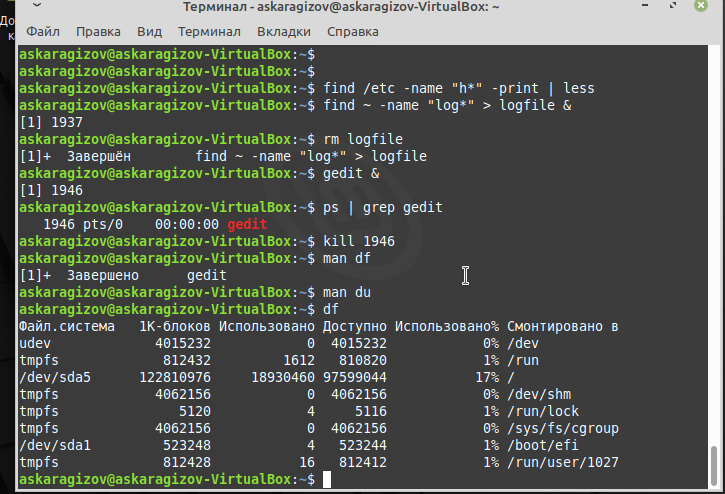 Терминал - askaragizov@askaragizov-VirtualBox: ~
Файл Правка Вид Терминал Вкладки Справка
askaragizov@askaragizov-VirtualBox:~$
askaragizov@askaragizov-VirtualBox:~$
askaragizov@askaragizov-VirtualBox:~$ find /etc -name "h*" -print | less
askaragizov@askaragizov-VirtualBox:~$ find ~ -name "log*" > logfile &
[1] 1937
askaragizov@askaragizov-VirtualBox:~$ rm logfile
[1]+  Завершён        find ~ -name "log*" > logfile
askaragizov@askaragizov-VirtualBox:~$ gedit &
[1] 1946
askaragizov@askaragizov-VirtualBox:~$ ps | grep gedit
   1946 pts/0    00:00:00 gedit
askaragizov@askaragizov-VirtualBox:~$ kill 1946
askaragizov@askaragizov-VirtualBox:~$ man df
[1]+  Завершено      gedit
askaragizov@askaragizov-VirtualBox:~$ man du
askaragizov@askaragizov-VirtualBox:~$ df
Файл.система   1K-блоков Использовано Доступно Использовано% Смонтировано в
udev             4015232            0  4015232            0% /dev
tmpfs             812432         1612   810820            1% /run
/dev/sda5      122810976     18930460 97599044           17% /
tmpfs            4062156            0  4062156            0% /dev/shm
tmpfs               5120            4     5116            1% /run/lock
tmpfs            4062156            0  4062156            0% /sys/fs/cgroup
/dev/sda1         523248            4   523244            1% /boot/efi
tmpfs             812428           16   812412            1% /run/user/1027
askaragizov@askaragizov-VirtualBox:~$